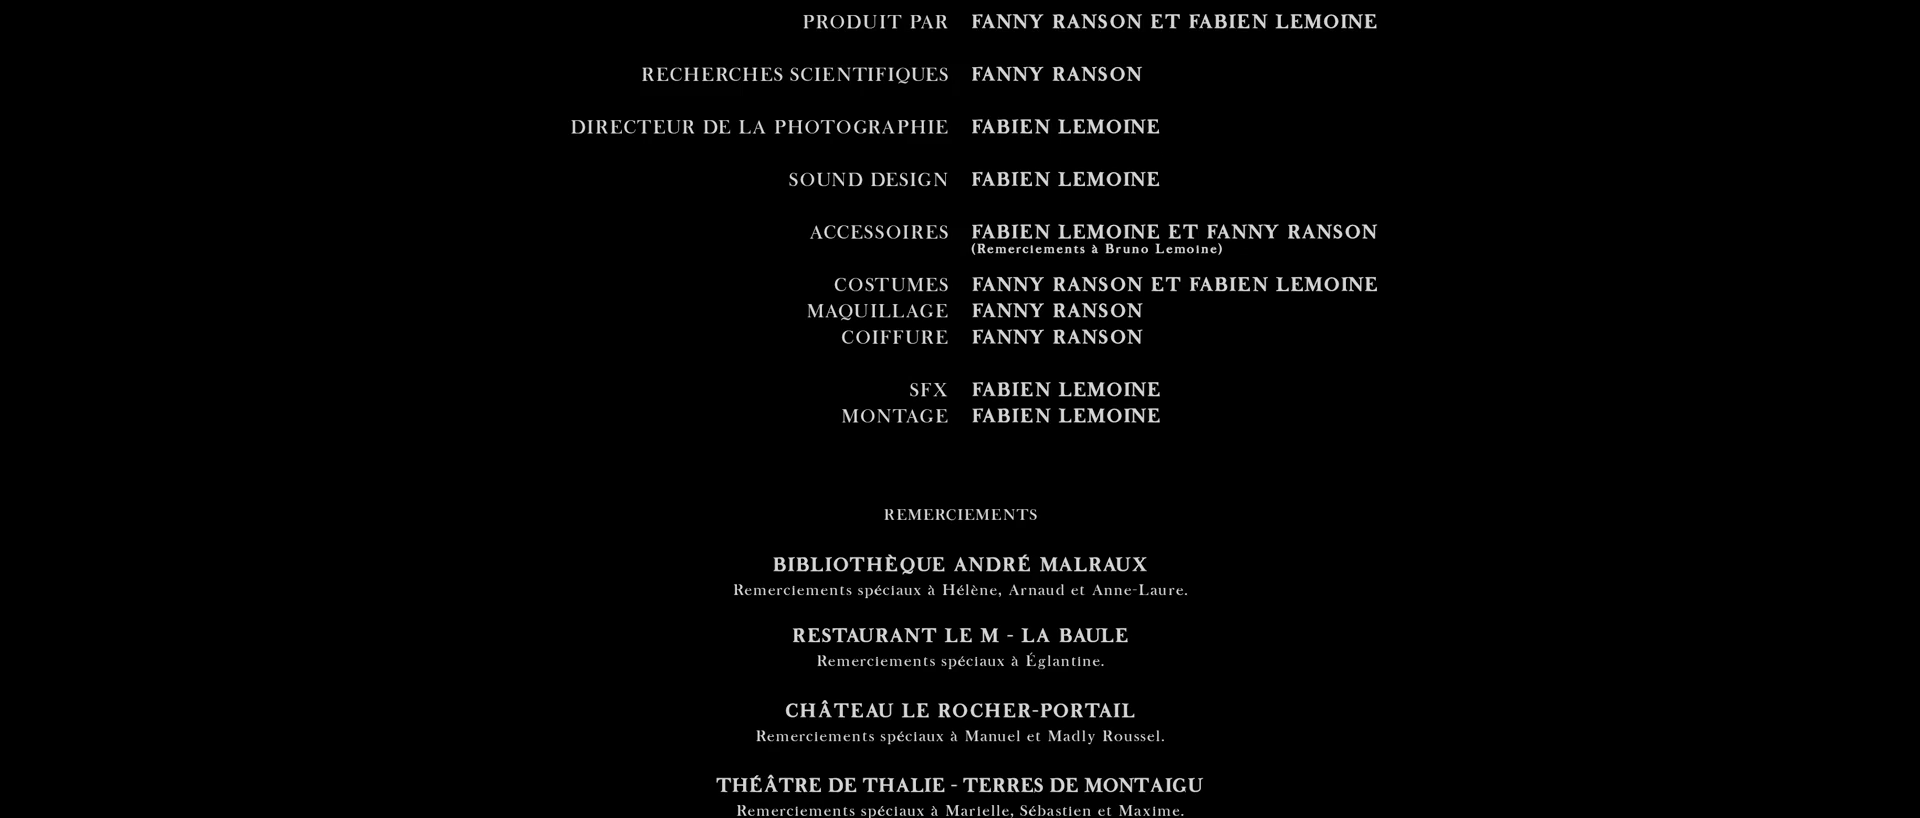 PRODUIT PAR FANNY RANSON ET FABIEN LEMOINE
RECHERCHES SCIENTIFIQUES FANNY RANSON
DIRECTEUR DE LA PHOTOGRAPHIE FABIEN LEMOINE
SOUND DESIGN FABIEN LEMOINE
ACCESSOIRES FABIEN LEMOINE ET FANNY RANSON
(Remerciements à Bruno Lemoine)
COSTUMES FANNY RANSON ET FABIEN LEMOINE
MAQUILLAGE FANNY RANSON
COIFFURE FANNY RANSON
SFX FABIEN LEMOINE
MONTAGE FABIEN LEMOINE
REMERCIEMENTS
BIBLIOTHÈQUE ANDRÉ MALRAUX
Remerciements spéciaux à Hélène, Arnaud et Anne-Laure.
RESTAURANT LE M - LA BAULE
Remerciements spéciaux à Églantine.
CHÂTEAU LE ROCHER-PORTAIL
Remerciements spéciaux à Manuel et Madly Roussel.
THÉÂTRE DE THALIE - TERRES DE MONTAIGU
Remerciements spéciaux à Marielle, Sébastien et Maxime.